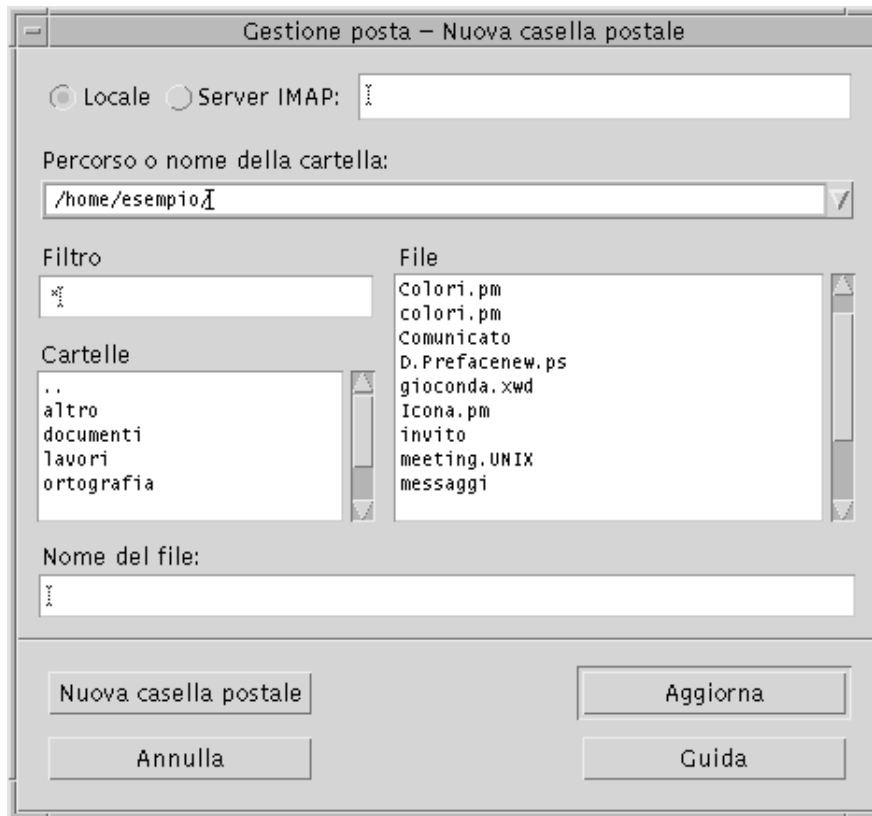 Gestione posta – Nuova casella postale
Locale Server IMAP:
Percorso o nome della cartella:
/home/esempio/
Filtro
*
Cartelle
..
altro
documenti
lavori
ortografia
File
Colori.pm
colori.pm
Comunicato
D.Prefacenew.ps
gioconda.xwd
Icona.pm
invito
meeting.UNIX
messaggi
Nome del file:
Nuova casella postale
Aggiorna
Annulla
Guida